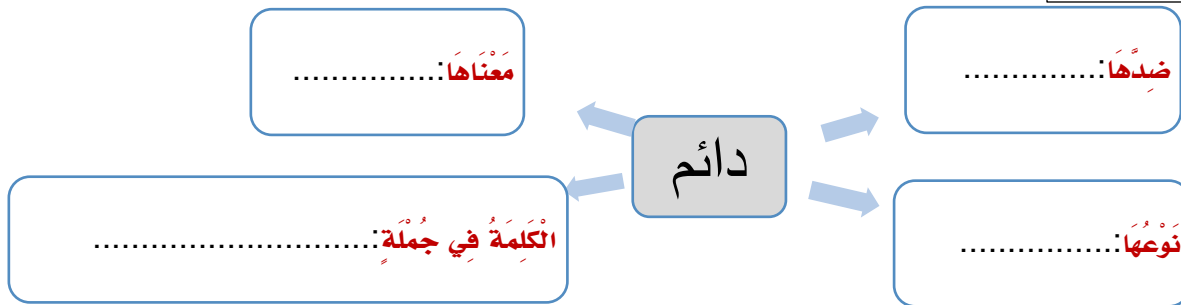 ضِدَّهَا:..............
مَعْنَاهَا:...............
دائم
نَوْعُهَا:................
الْكَلِمَةُ فِي جُمْلَةٍ:.............................